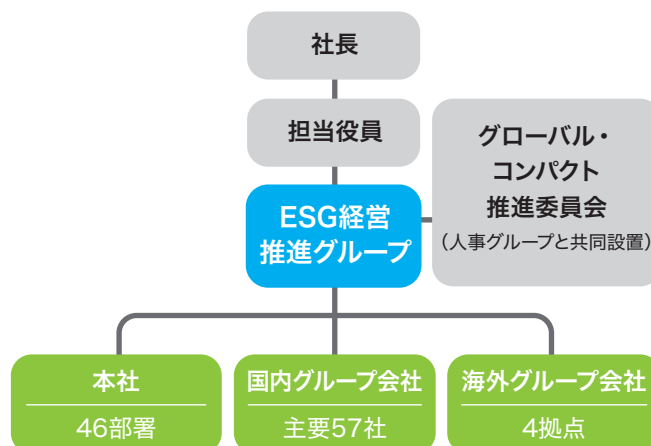 社長
担当役員
グローバル・
コンパクト
推進委員会
(人事グループと共同設置)
ESG経営
推進グループ
本社
46部署
国内グループ会社
主要57社
海外グループ会社
4拠点